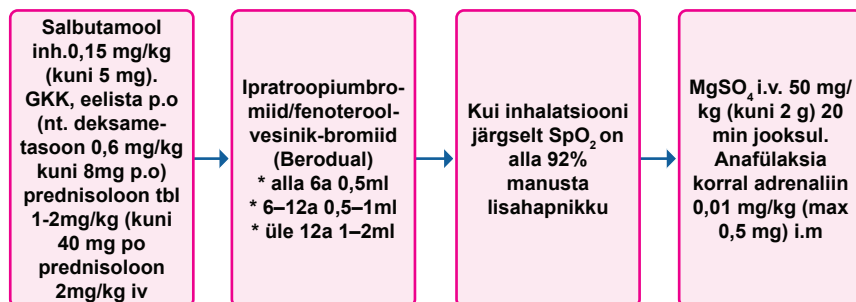 Salbutamool
inh.0,15 mg/kg
(kuni 5 mg).
GKK, eelista p.o
(nt. deksame-
tasoon 0,6 mg/kg
kuni 8mg p.o)
prednisoloon tbl
1-2mg/kg (kuni
40 mg po
prednisoloon
2mg/kg iv
Ipratroopiumbro-
miid/fenoterool-
vesinik-bromiid
(Berodual)
* alla 6a 0,5ml
* 6–12a 0,5–1ml
* üle 12a 1–2ml
Kui inhalatsiooni
järgselt SpO₂ on
alla 92%
manusta
lisahapnikku
MgSO₄ i.v. 50 mg/
kg (kuni 2 g) 20
min jooksul.
Anafülaksia
korral adrenaliin
0,01 mg/kg (max
0,5 mg) i.m